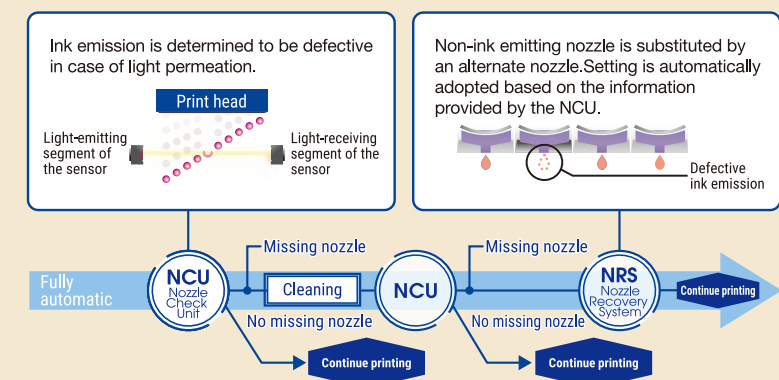 Ink emission is determined to be defective
in case of light permeation.
Print head
Light-emitting
segment of
the sensor
Light-receiving
segment of the
sensor
Non-ink emitting nozzle is substituted by
an alternate nozzle.Setting is automatically
adopted based on the information
provided by the NCU.
Defective
ink emission
Fully
automatic
NCU
Nozzle
Check
Unit
Missing nozzle
Cleaning
No missing nozzle
Continue printing
NCU
Missing nozzle
No missing nozzle
Continue printing
NRS
Nozzle
Recovery
System
Continue printing